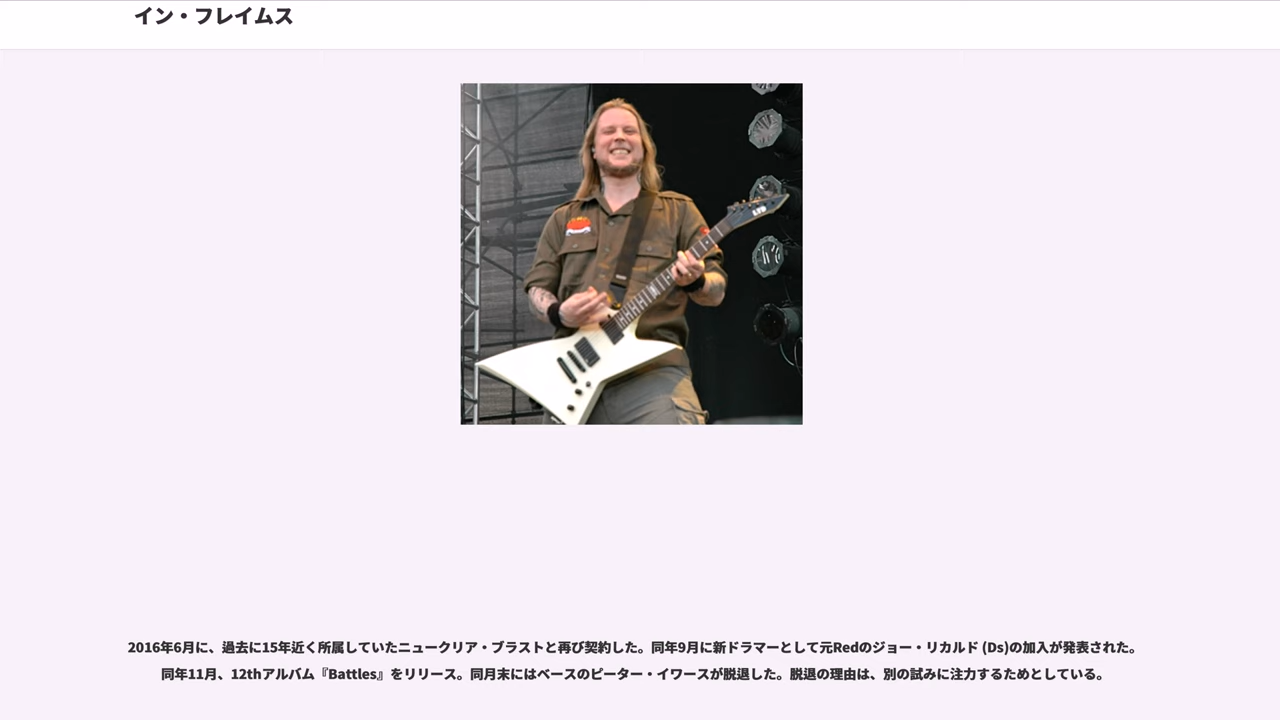 イン・フレイムス
LTD
2016年6月に、過去に15年近く所属していたニュークリア・ブラストと再び契約した。同年9月に新ドラマーとして元Redのジョー・リカルド (Ds)の加入が発表された。
同年11月、12thアルバム『Battles』をリリース。同月末にはベースのピーター・イワースが脱退した。脱退の理由は、別の試みに注力するためとしている。